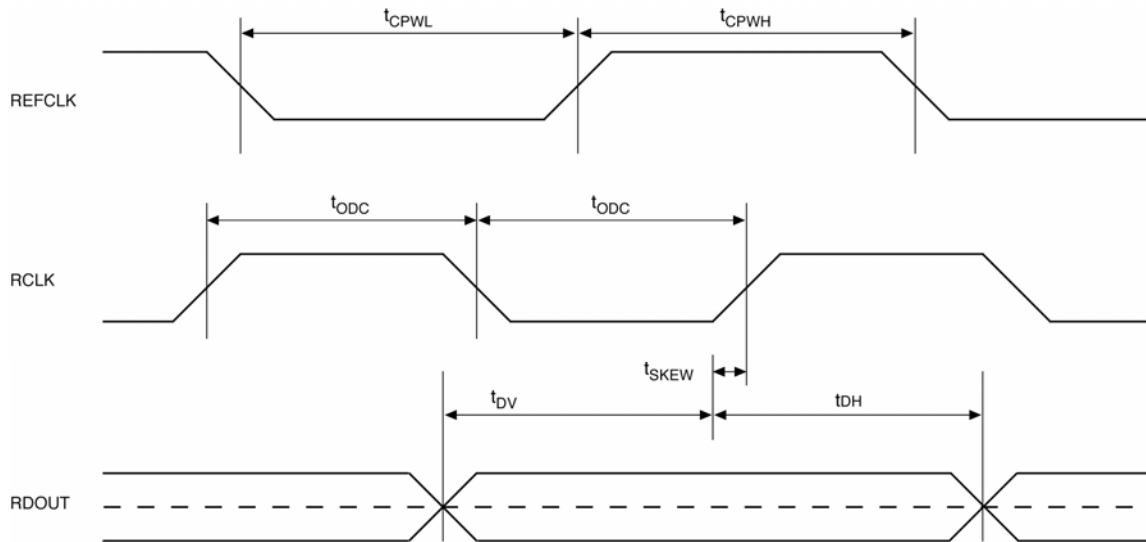 tCPWL tCPWH
REFCLK
tODC tODC
RCLK
tSKEW
tDV tDH
RDOUT